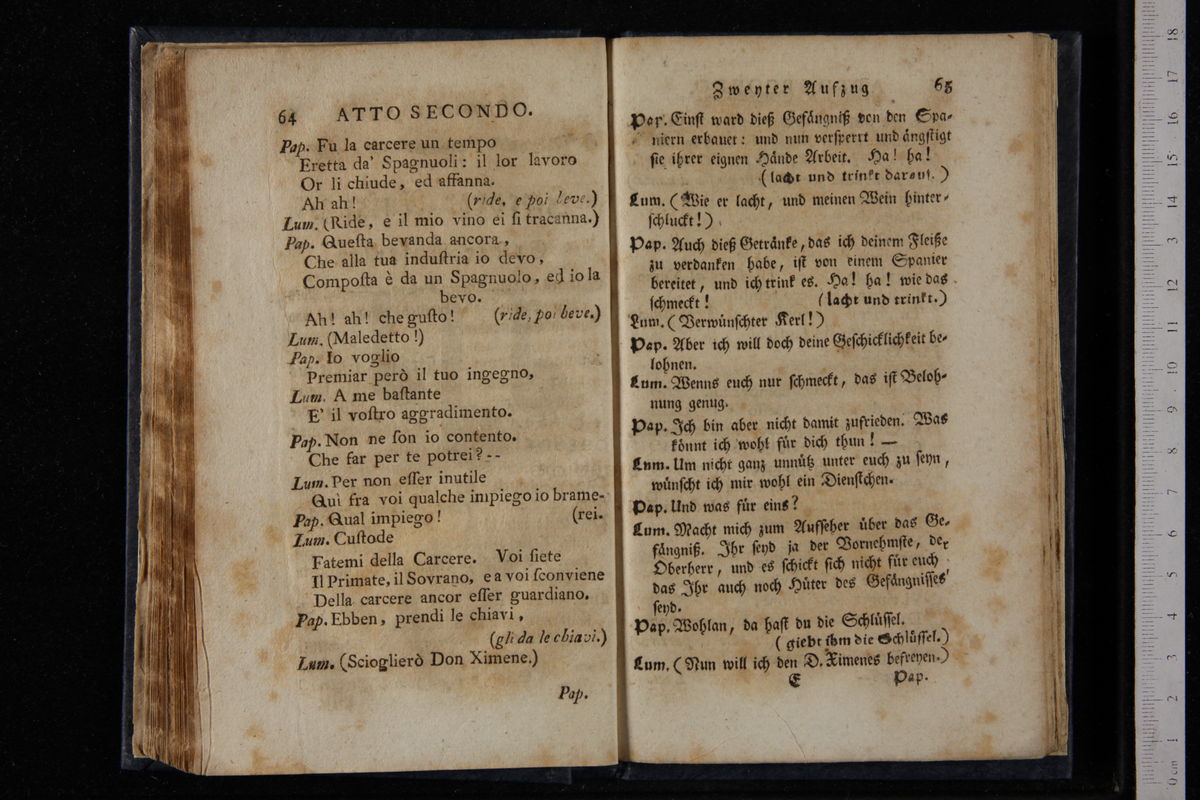 64 ATTO SECONDO.
Pap. Fu la carcere un tempo
Eretta da' Spagnuoli: il lor lavoro
Or li chiude, ed affanna.
Ah ah! (ride, e poi beve.)
Lum. (Ride, e il mio vino ei ſi tracanna.)
Pap. Queſta bevanda ancora,
Che alla tua induſtria io devo,
Compoſta è da un Spagnuolo, ed io la
bevo.
Ah! ah! che guſto! (ride, poi beve.)
Lum. (Maledetto!)
Pap. Io voglio
Premiar però il tuo ingegno,
Lum. A me baſtante
E' il voſtro aggradimento.
Pap. Non ne ſon io contento.
Che far per te potrei? --
Lum. Per non eſſer inutile
Quì fra voi qualche impiego io brame-
Pap. Qual impiego! (rei.
Lum. Cuſtode
Fatemi della Carcere. Voi ſiete
Il Primate, il Sovrano, e a voi ſconviene
Della carcere ancor eſſer guardiano.
Pap. Ebben, prendi le chiavi,
(gli da le chiavi.)
Lum. (Scioglierò Don Ximene.)
Pap.
Zweyter Aufzug 65
Pap. Einſt ward dieß Gefängniß von den Spa-
niern erbauet: und nun verſperrt und ängſtigt
ſie ihrer eignen Hände Arbeit. Ha! ha!
(lacht und trinkt darauf.)
Lum. (Wie er lacht, und meinen Wein hinter-
ſchluckt!)
Pap. Auch dieß Getränke, das ich deinem Fleiße
zu verdanken habe, iſt von einem Spanier
bereitet, und ich trink es. Ha! ha! wie das
ſchmeckt! (lacht und trinkt.)
Lum. (Verwünſchter Kerl!)
Pap. Aber ich will doch deine Geſchicklichkeit be-
lohnen.
Lum. Wenns euch nur ſchmeckt, das iſt Beloh-
nung genug.
Pap. Ich bin aber nicht damit zufrieden. Was
könnt ich wohl für dich thun! —
Lum. Um nicht ganz unnütz unter euch zu ſeyn,
wünſcht ich mir wohl ein Dienſtchen.
Pap. Und was für eins?
Lum. Macht mich zum Aufſeher über das Ge-
fängniß. Ihr ſeyd ja der Vornehmſte, der
Oberherr, und es ſchickt ſich nicht für euch,
das Ihr auch noch Hüter des Gefängniſſes
ſeyd.
Pap. Wohlan, da haſt du die Schlüſſel.
(giebt ihm die Schlüſſel.)
Lum. (Nun will ich den D. Ximenes befreyen.)
E Pap.